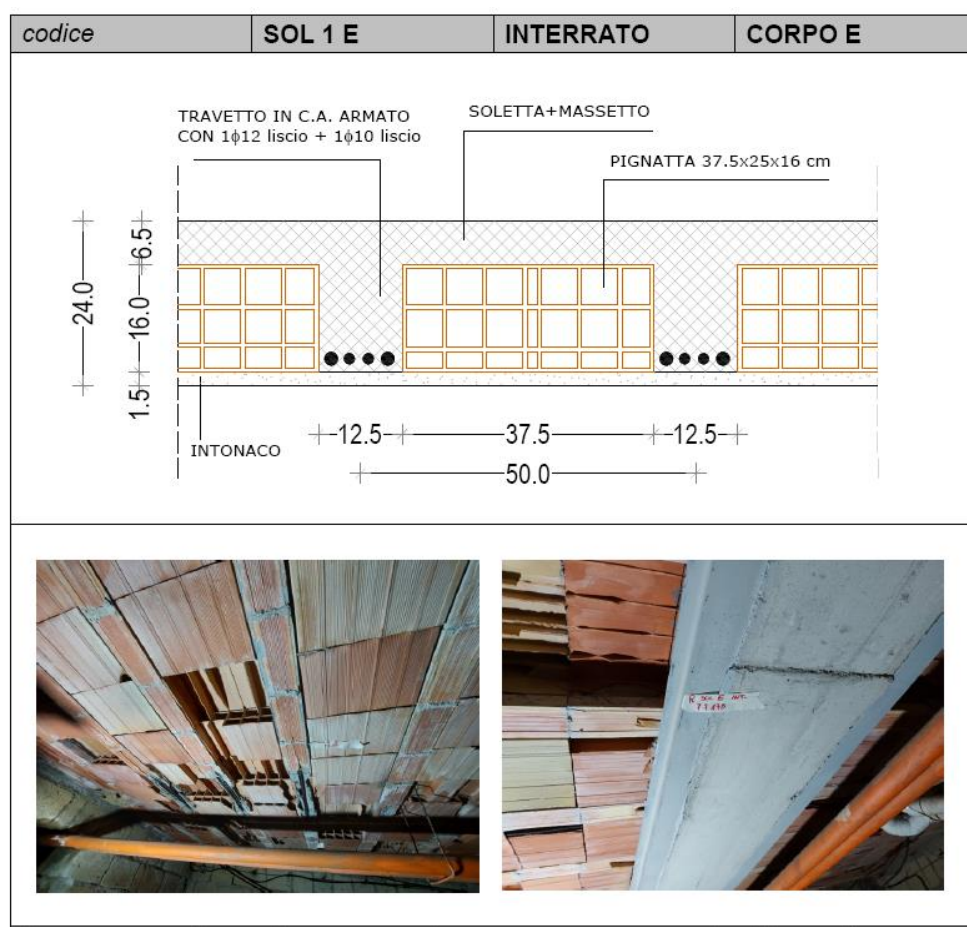 codice SOL 1 E INTERRATO CORPO E
TRAVETTO IN C.A. ARMATO
CON 1ϕ12 liscio + 1ϕ10 liscio
SOLETTA+MASSETTO
PIGNATTA 37.5x25x16 cm
24.0
6.5
16.0
1.5
INTONACO
12.5
37.5
12.5
50.0